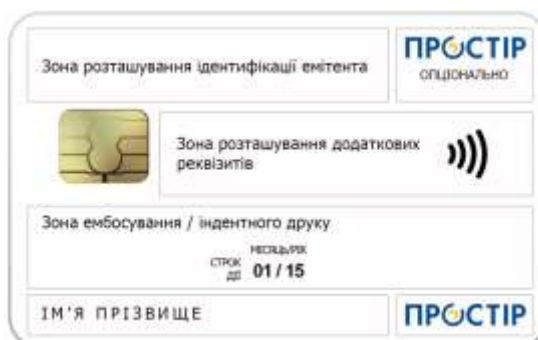 ПРОСТІР
Зона розташування ідентифікації емітента
ОПЦІОНАЛЬНО
Зона розташування додаткових
реквізитів
Зона ембосування / індентного друку
МІСЯЦЬ/РІК
СТРОК
ДІЇ 01 / 15
ІМ'Я ПРІЗВИЩЕ
ПРОСТІР